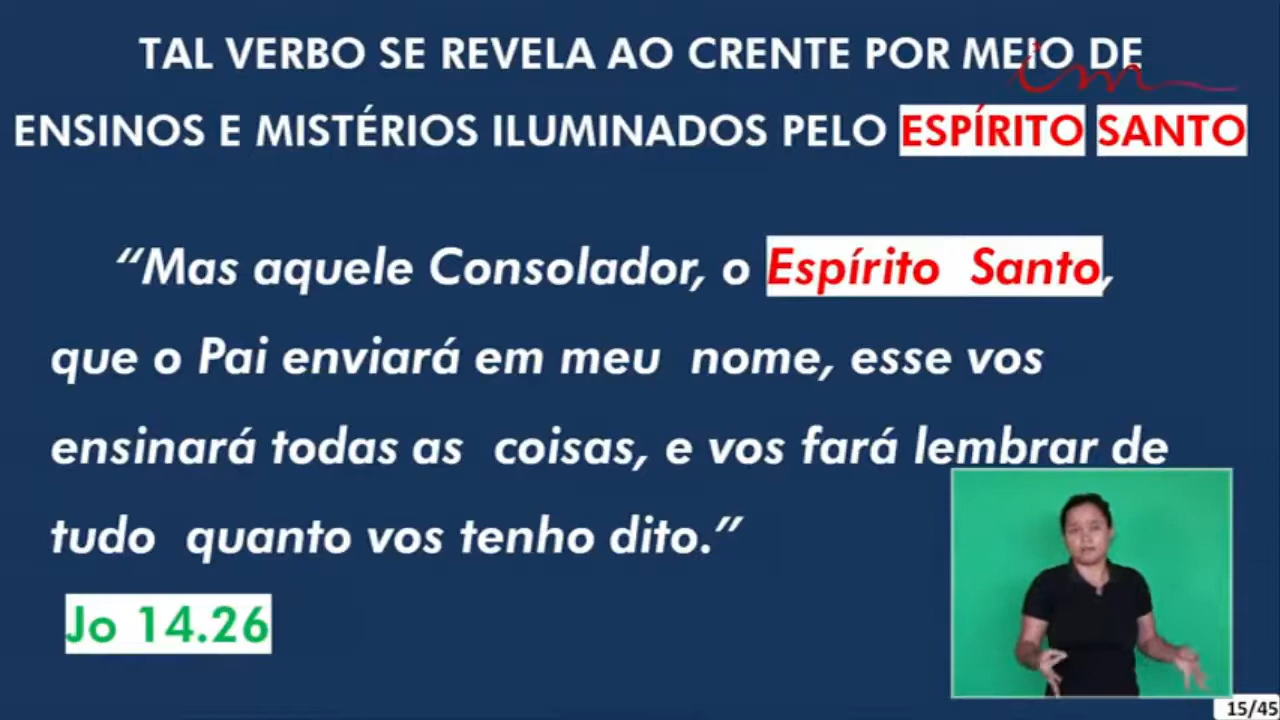 TAL VERBO SE REVELA AO CRENTE POR MEIO DE
ENSINOS E MISTÉRIOS ILUMINADOS PELO ESPÍRITO SANTO
“Mas aquele Consolador, o Espírito Santo,
que o Pai enviará em meu nome, esse vos
ensinará todas as coisas, e vos fará lembrar de
tudo quanto vos tenho dito.”
Jo 14.26
15/45